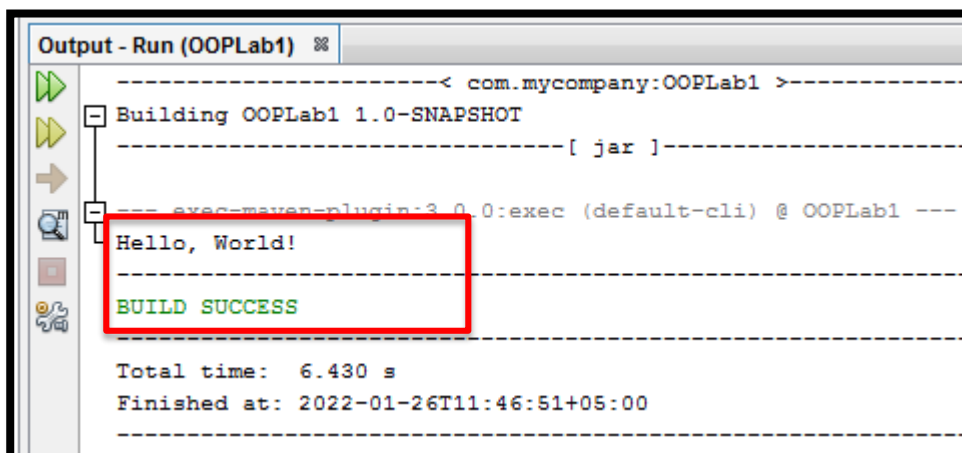 Output - Run (OOPLab1)
------------------------< com.mycompany:OOPLab1 >-------------
Building OOPLab1 1.0-SNAPSHOT
--------------------------------[ jar ]---------------------
--- exec-maven-plugin:3.0.0:exec (default-cli) @ OOPLab1 ---
Hello, World!
------------------------------------------------------------
BUILD SUCCESS
------------------------------------------------------------
Total time:  6.430 s
Finished at: 2022-01-26T11:46:51+05:00
------------------------------------------------------------